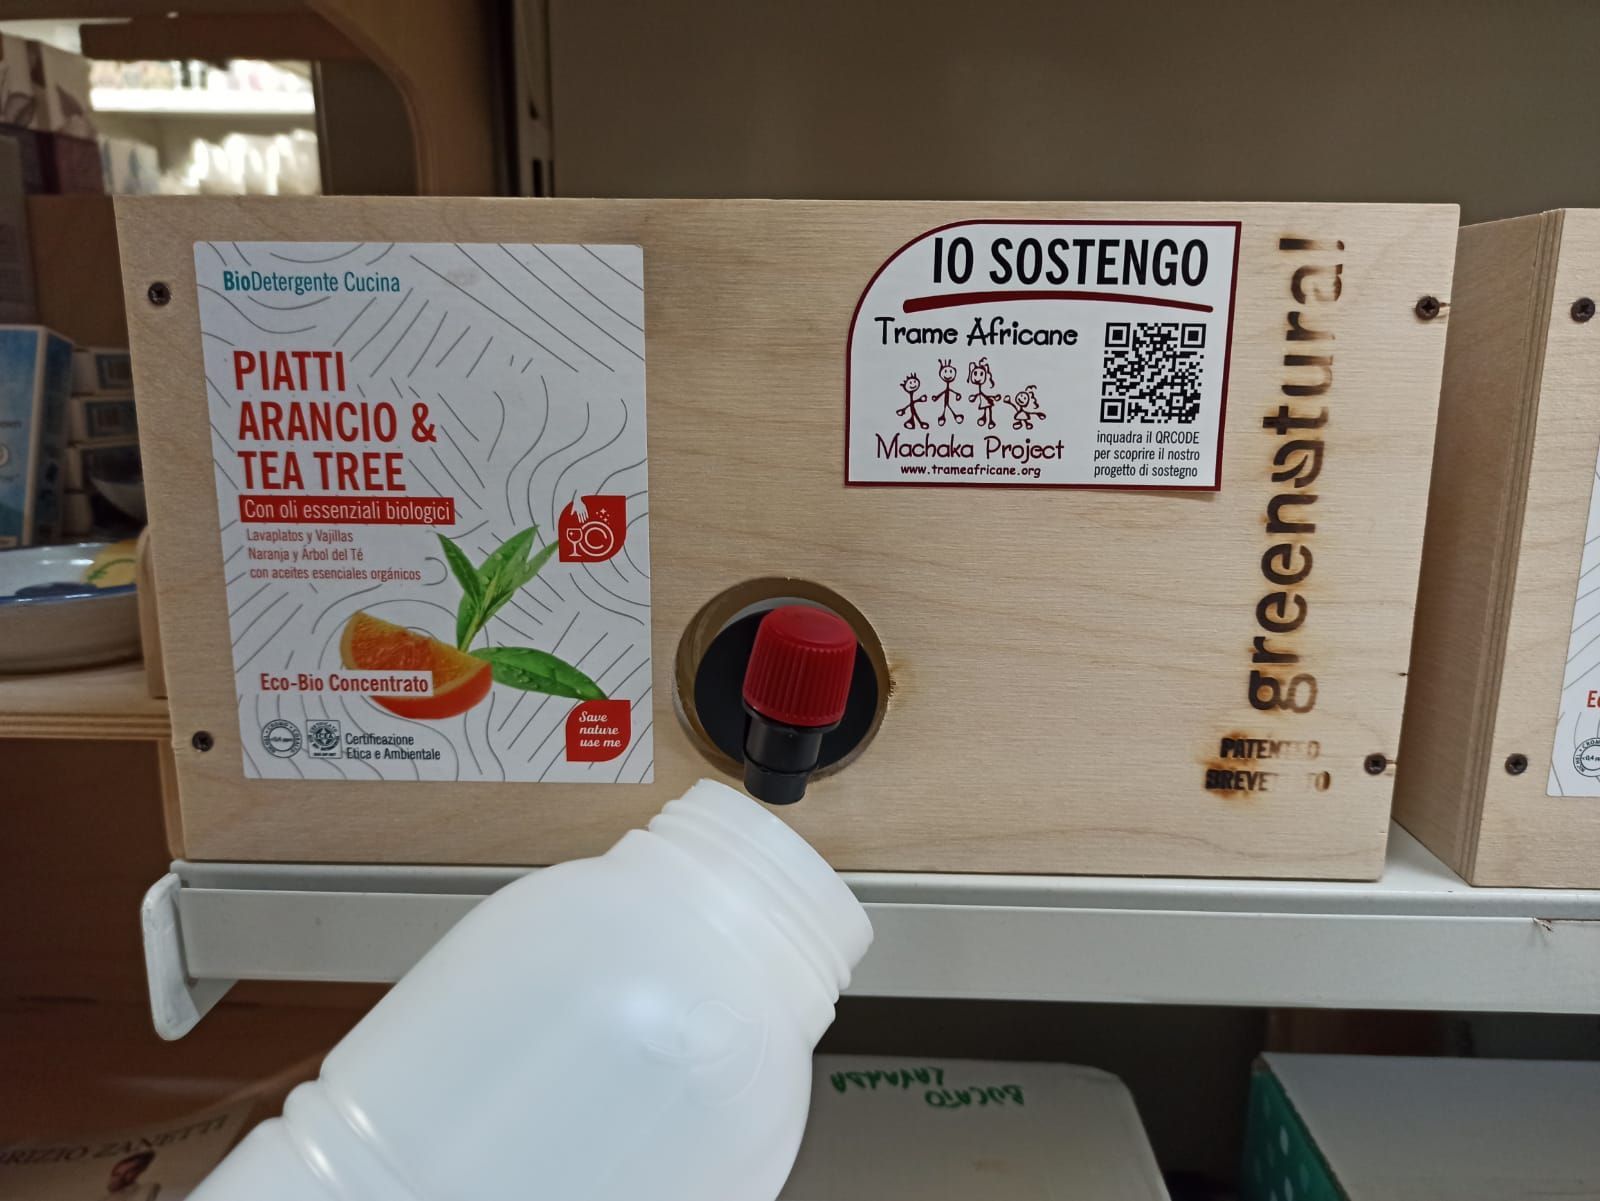 BioDetergente Cucina
PIATTI
ARANCIO &
TEA TREE
Con oli essenziali biologici
Lavaplatos y Vajillas
Naranja y Árbol del Té
con aceites esenciales orgánicos
Eco-Bio Concentrato
Certificazione
Etica e Ambientale
Save
nature
use me
IO SOSTENGO
Trame Africane
Machaka Project
www.trameafricane.org
inquadra il QRCODE
per scoprire il nostro
progetto di sostegno
greenatural
PATENTED
BREVETTATO